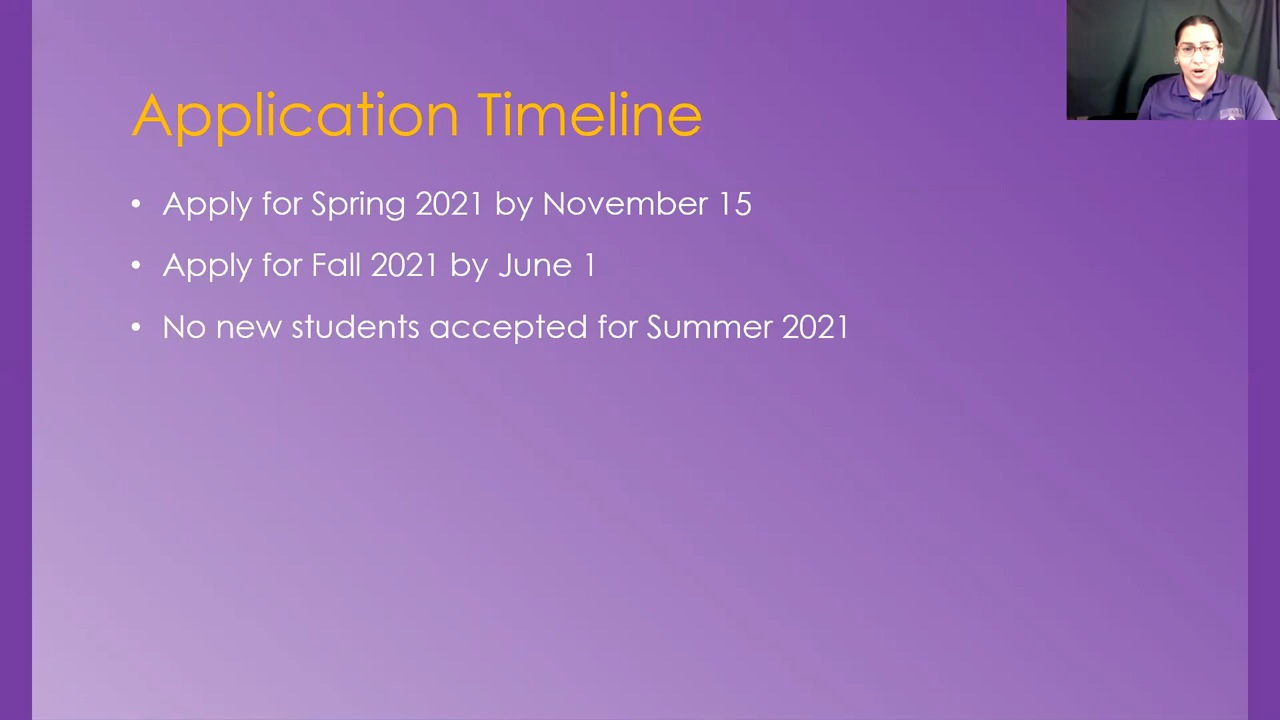 Application Timeline
• Apply for Spring 2021 by November 15
• Apply for Fall 2021 by June 1
• No new students accepted for Summer 2021